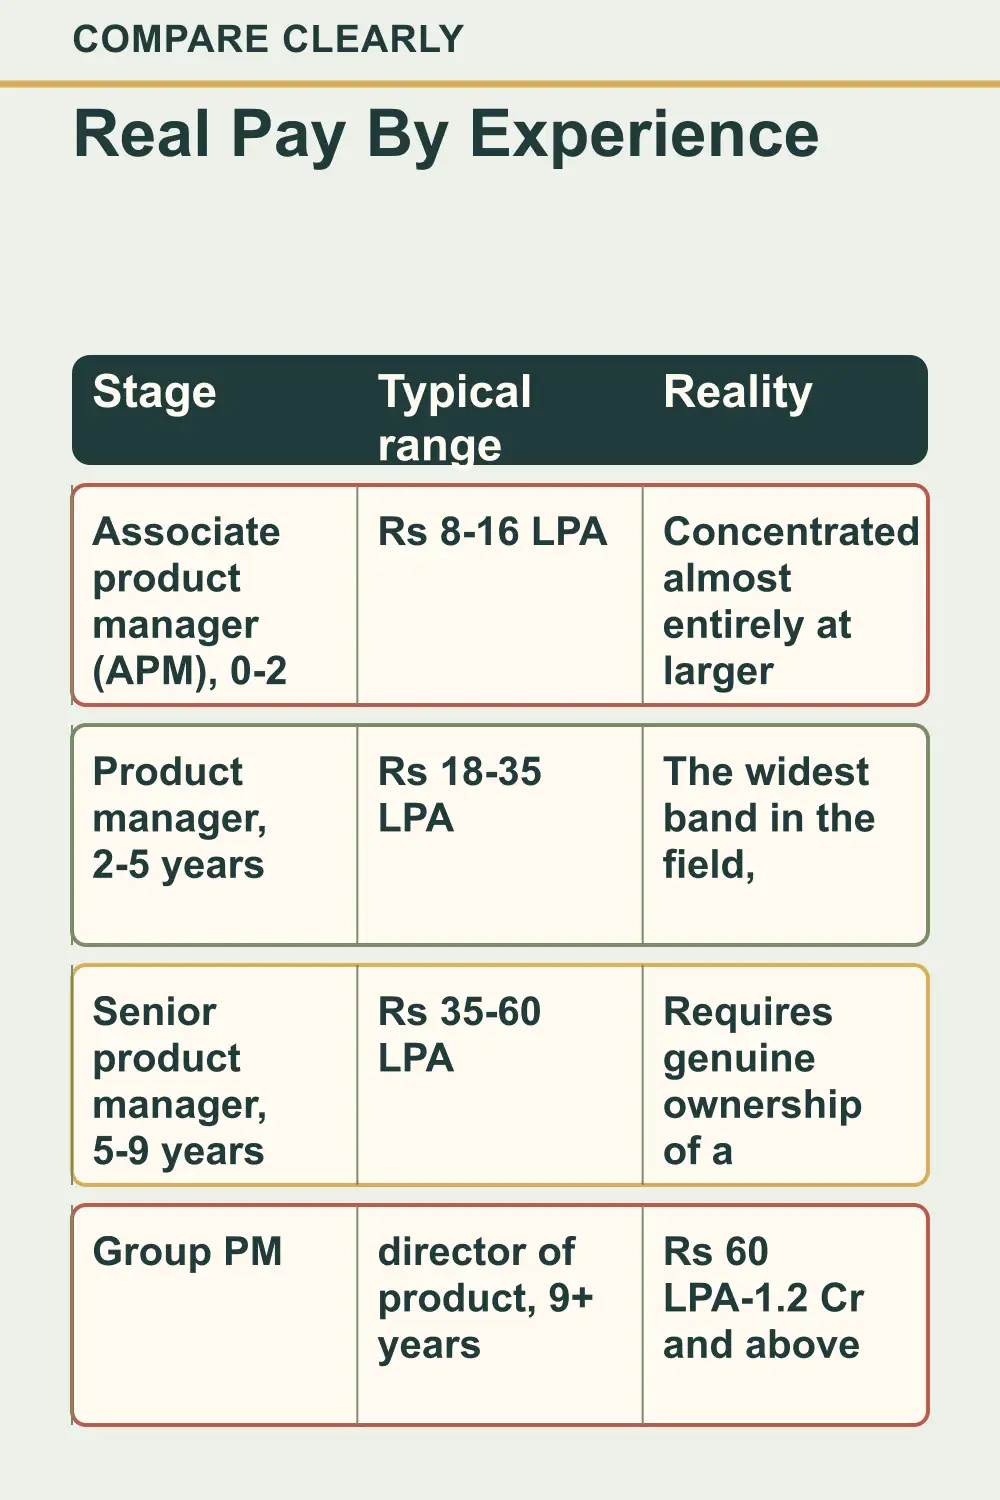 COMPARE CLEARLY
Real Pay By Experience
Stage
Typical
range
Reality
Associate
product
manager
(APM), 0-2
Rs 8-16 LPA
Concentrated
almost
entirely at
larger
Product
manager,
2-5 years
Rs 18-35
LPA
The widest
band in the
field,
Senior
product
manager,
5-9 years
Rs 35-60
LPA
Requires
genuine
ownership
of a
Group PM
director of
product, 9+
years
Rs 60
LPA-1.2 Cr
and above